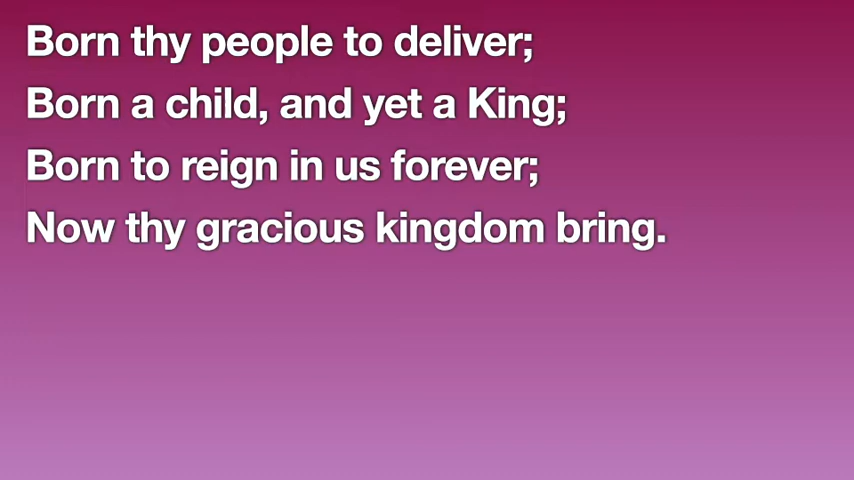 Born thy people to deliver;
Born a child, and yet a King;
Born to reign in us forever;
Now thy gracious kingdom bring.